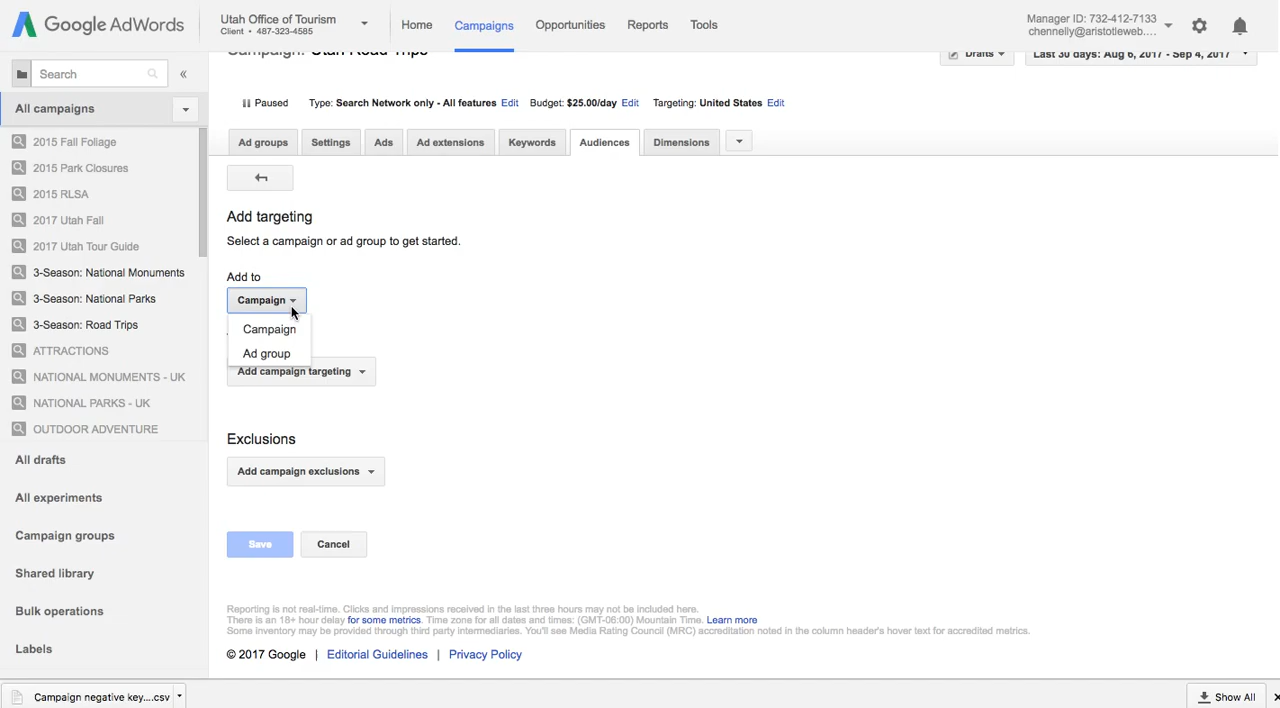 Google AdWords
Utah Office of Tourism
Client • 487-323-4585
Home
Campaigns
Opportunities
Reports
Tools
Manager ID: 732-412-7133
chennelly@aristotleweb....
Search
«
All campaigns
2015 Fall Foliage
2015 Park Closures
2015 RLSA
2017 Utah Fall
2017 Utah Tour Guide
3-Season: National Monuments
3-Season: National Parks
3-Season: Road Trips
ATTRACTIONS
NATIONAL MONUMENTS - UK
NATIONAL PARKS - UK
OUTDOOR ADVENTURE
All drafts
All experiments
Campaign groups
Shared library
Bulk operations
Labels
Campaign: Utah Road Trips
Drafts
Last 30 days: Aug 6, 2017 - Sep 4, 2017
Paused Type: Search Network only - All features Edit Budget: $25.00/day Edit Targeting: United States Edit
Ad groups
Settings
Ads
Ad extensions
Keywords
Audiences
Dimensions
Add targeting
Select a campaign or ad group to get started.
Add to
Campaign
Campaign
Ad group
Add campaign targeting
Exclusions
Add campaign exclusions
Save
Cancel
Reporting is not real-time. Clicks and impressions received in the last three hours may not be included here.
There is an 18+ hour delay for some metrics. Time zone for all dates and times: (GMT-06:00) Mountain Time. Learn more
Some inventory may be provided through third party intermediaries. You'll see Media Rating Council (MRC) accreditation noted in the column header's hover text for accredited metrics.
© 2017 Google | Editorial Guidelines | Privacy Policy
Campaign negative key....csv
Show All